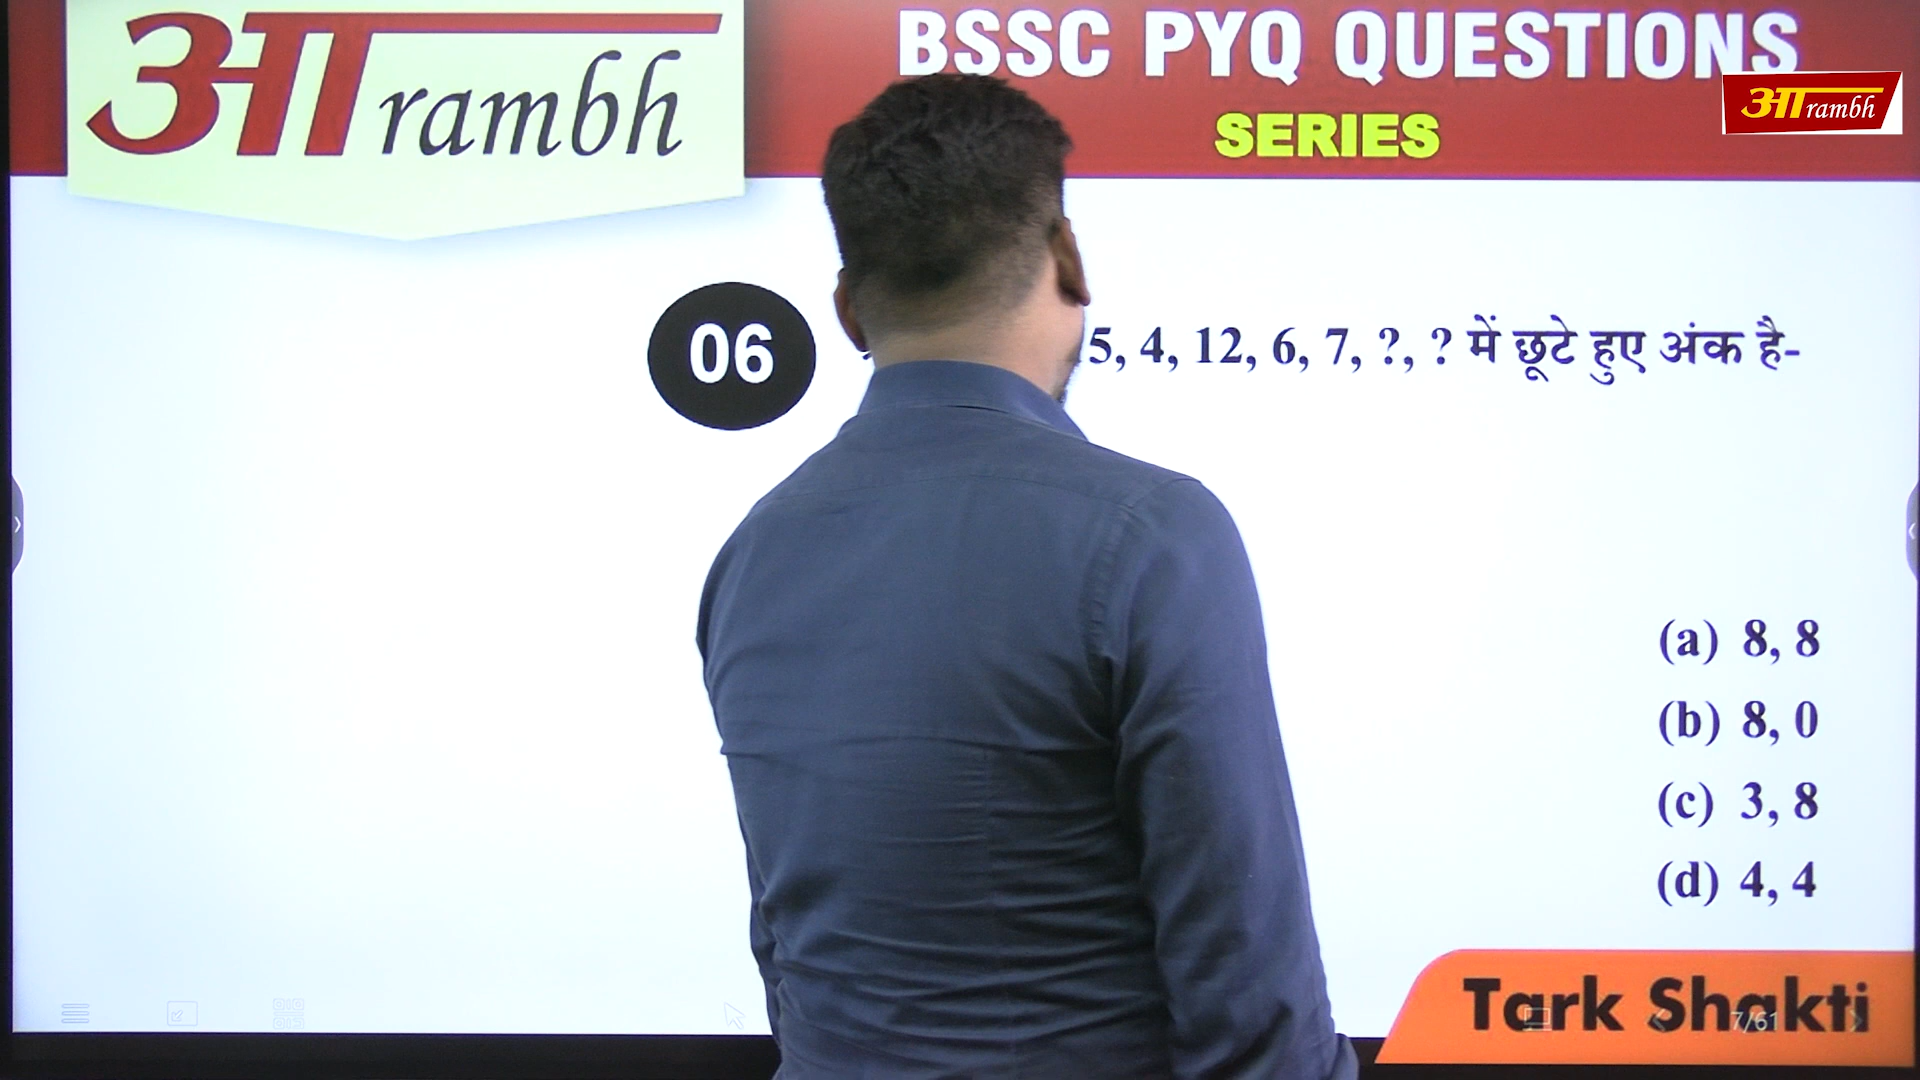 आrambh
BSSC PYQ QUESTIONS
SERIES
आrambh
06
5, 4, 12, 6, 7, ?, ? में छूटे हुए अंक है-
(a) 8, 8
(b) 8, 0
(c) 3, 8
(d) 4, 4
Tark Shakti
7/61